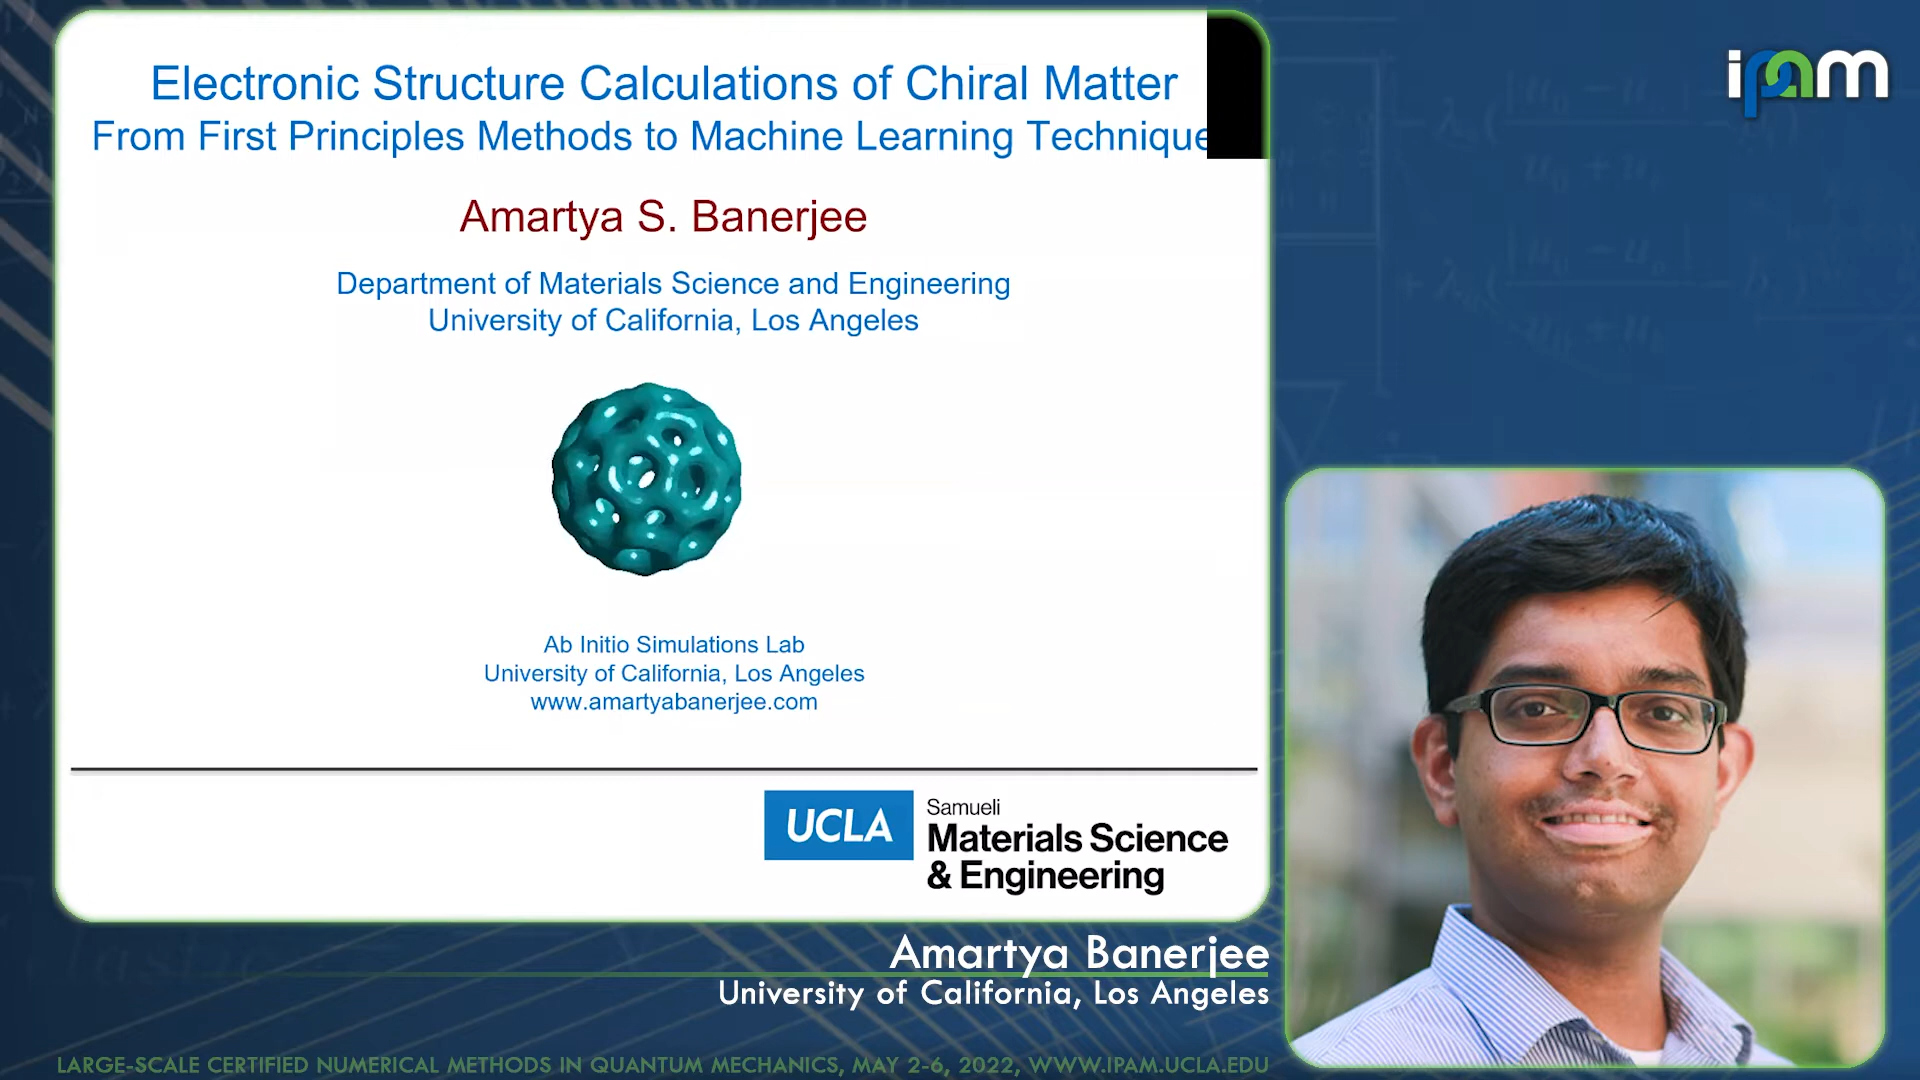 Electronic Structure Calculations of Chiral Matter
From First Principles Methods to Machine Learning Technique
Amartya S. Banerjee
Department of Materials Science and Engineering
University of California, Los Angeles
Ab Initio Simulations Lab
University of California, Los Angeles
www.amartyabanerjee.com
UCLA
Samueli
Materials Science
& Engineering
ipam
Amartya Banerjee
University of California, Los Angeles
LARGE-SCALE CERTIFIED NUMERICAL METHODS IN QUANTUM MECHANICS, MAY 2-6, 2022, WWW.IPAM.UCLA.EDU